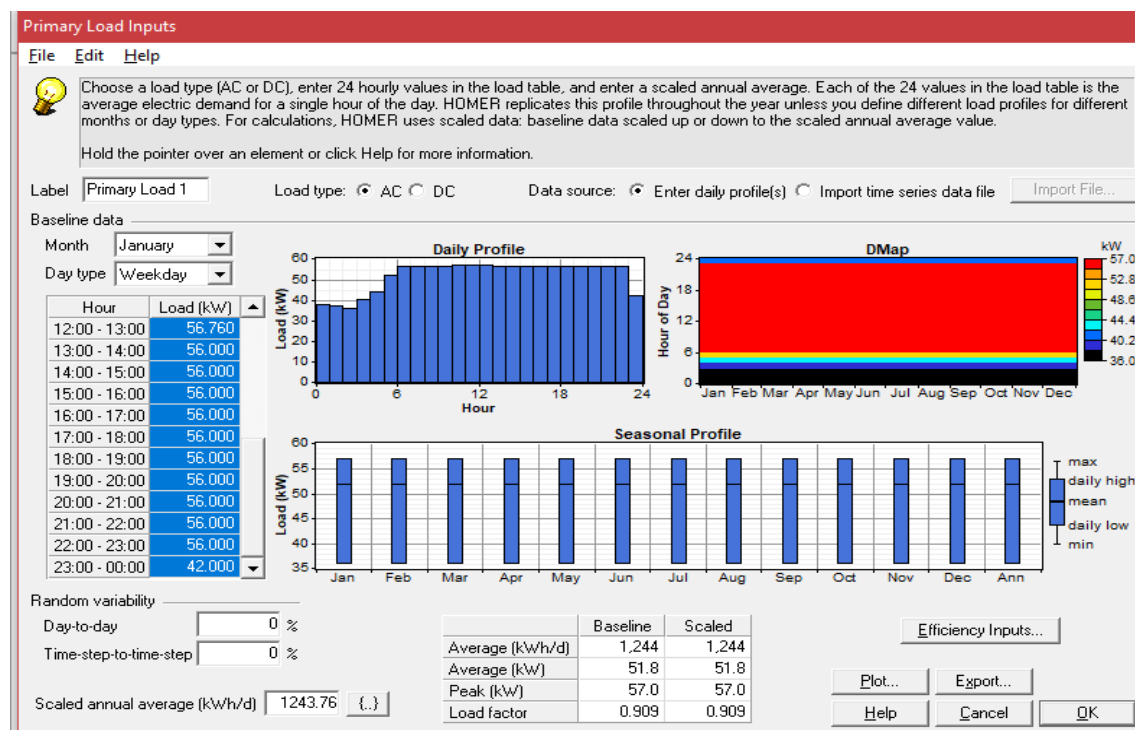 Primary Load Inputs
File Edit Help
Choose a load type (AC or DC), enter 24 hourly values in the load table, and enter a scaled annual average. Each of the 24 values in the load table is the
average electric demand for a single hour of the day. HOMER replicates this profile throughout the year unless you define different load profiles for different
months or day types. For calculations, HOMER uses scaled data: baseline data scaled up or down to the scaled annual average value.
Hold the pointer over an element or click Help for more information.
Label Primary Load 1 Load type: AC DC Data source: Enter daily profile(s) Import time series data file Import File...
Baseline data
Month January
Day type Weekday
Hour Load (kW)
12:00 - 13:00 56.760
13:00 - 14:00 56.000
14:00 - 15:00 56.000
15:00 - 16:00 56.000
16:00 - 17:00 56.000
17:00 - 18:00 56.000
18:00 - 19:00 56.000
19:00 - 20:00 56.000
20:00 - 21:00 56.000
21:00 - 22:00 56.000
22:00 - 23:00 56.000
23:00 - 00:00 42.000
Daily Profile
Load (kW)
60
50
40
30
20
10
0
0 6 12 18 24
Hour
DMap
Hour of Day
24
18
12
6
0
Jan Feb Mar Apr May Jun Jul Aug Sep Oct Nov Dec
kW
57.0
52.8
48.6
44.4
40.2
36.0
Seasonal Profile
Load (kW)
60
55
50
45
40
35
Jan Feb Mar Apr May Jun Jul Aug Sep Oct Nov Dec Ann
max
daily high
mean
daily low
min
Random variability
Day-to-day 0 %
Time-step-to-time-step 0 %
Scaled annual average (kWh/d) 1243.76 {..}
Baseline Scaled
Average (kWh/d) 1,244 1,244
Average (kW) 51.8 51.8
Peak (kW) 57.0 57.0
Load factor 0.909 0.909
Efficiency Inputs...
Plot... Export...
Help Cancel OK